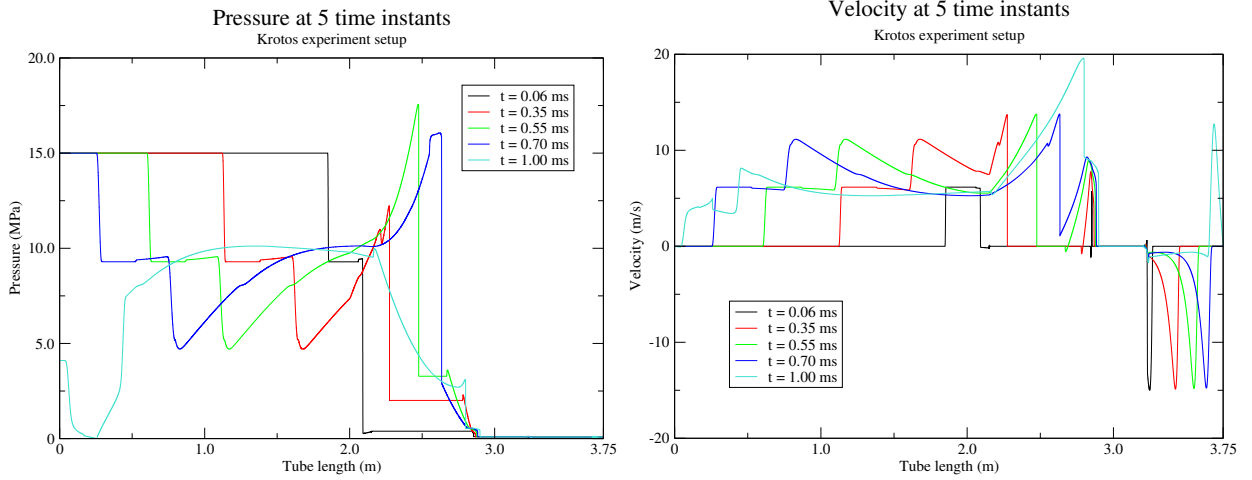 Pressure at 5 time instants
Krotos experiment setup
20.0
15.0
10.0
5.0
0
Pressure (MPa)
t = 0.06 ms
t = 0.35 ms
t = 0.55 ms
t = 0.70 ms
t = 1.00 ms
0 1.0 2.0 3.0 3.75
Tube length (m)
Velocity at 5 time instants
Krotos experiment setup
20
10
0
-10
-20
Velocity (m/s)
t = 0.06 ms
t = 0.35 ms
t = 0.55 ms
t = 0.70 ms
t = 1.00 ms
0 1.0 2.0 3.0 3.75
Tube length (m)